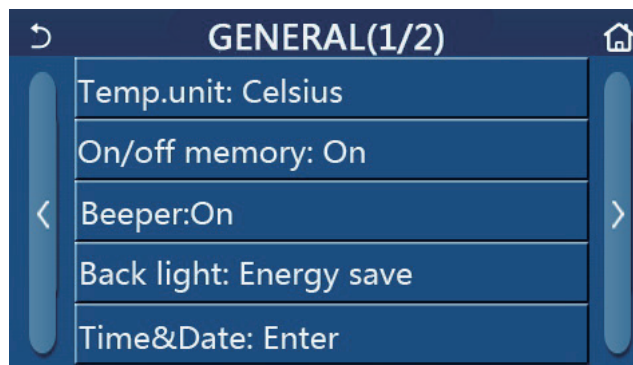 GENERAL(1/2)
Temp.unit: Celsius
On/off memory: On
Beeper:On
Back light: Energy save
Time&Date: Enter